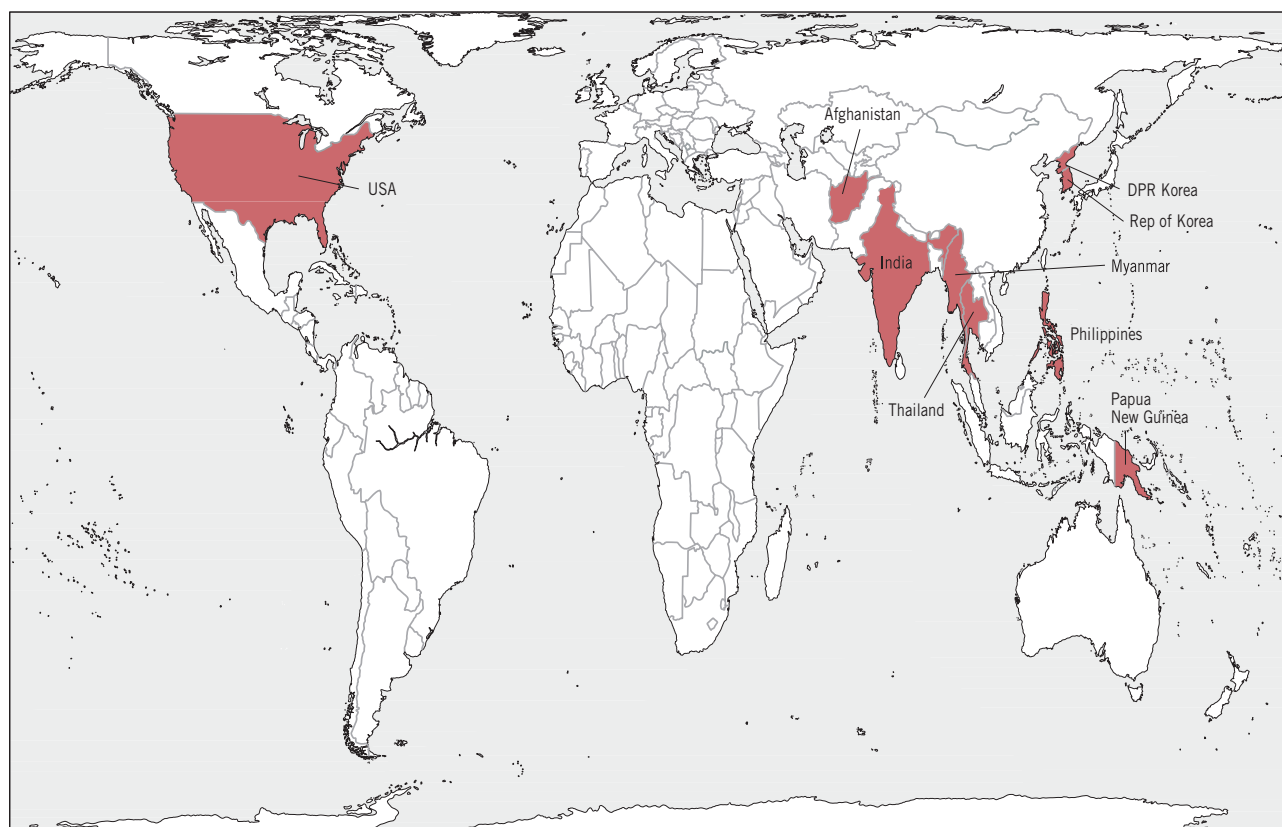 Afghanistan
USA
DPR Korea
Rep of Korea
India
Myanmar
Philippines
Thailand
Papua
New Guinea